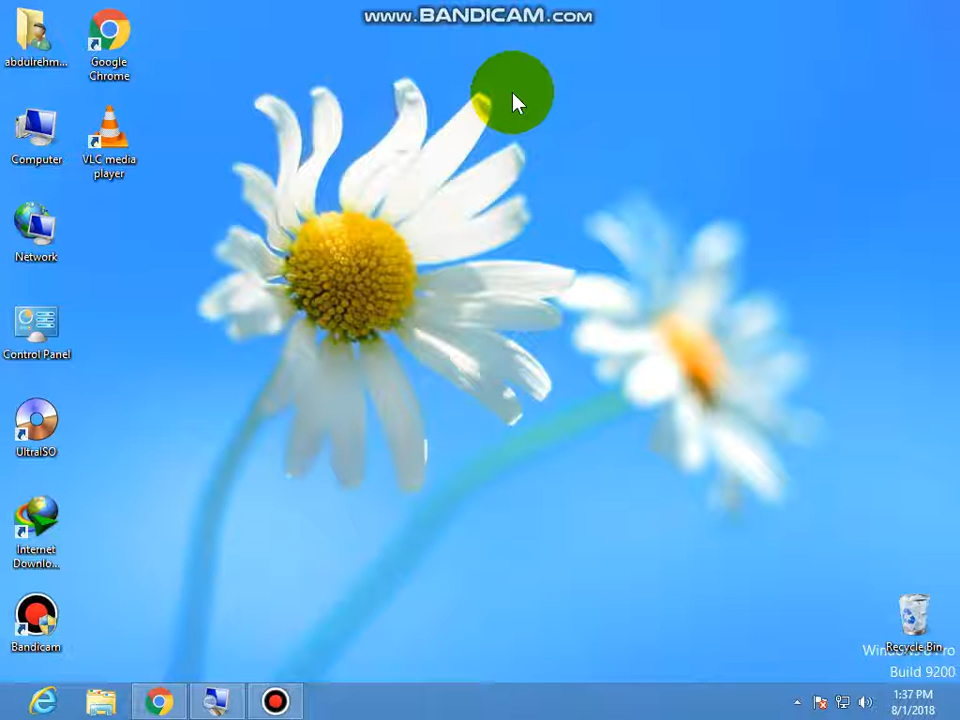 www.BANDICAM.com
abdulrehm...
Google
Chrome
Computer
VLC media
player
Network
Control Panel
UltraISO
Internet
Downlo...
Bandicam
Recycle Bin
Pro
Build 9200
1:37 PM
8/1/2018